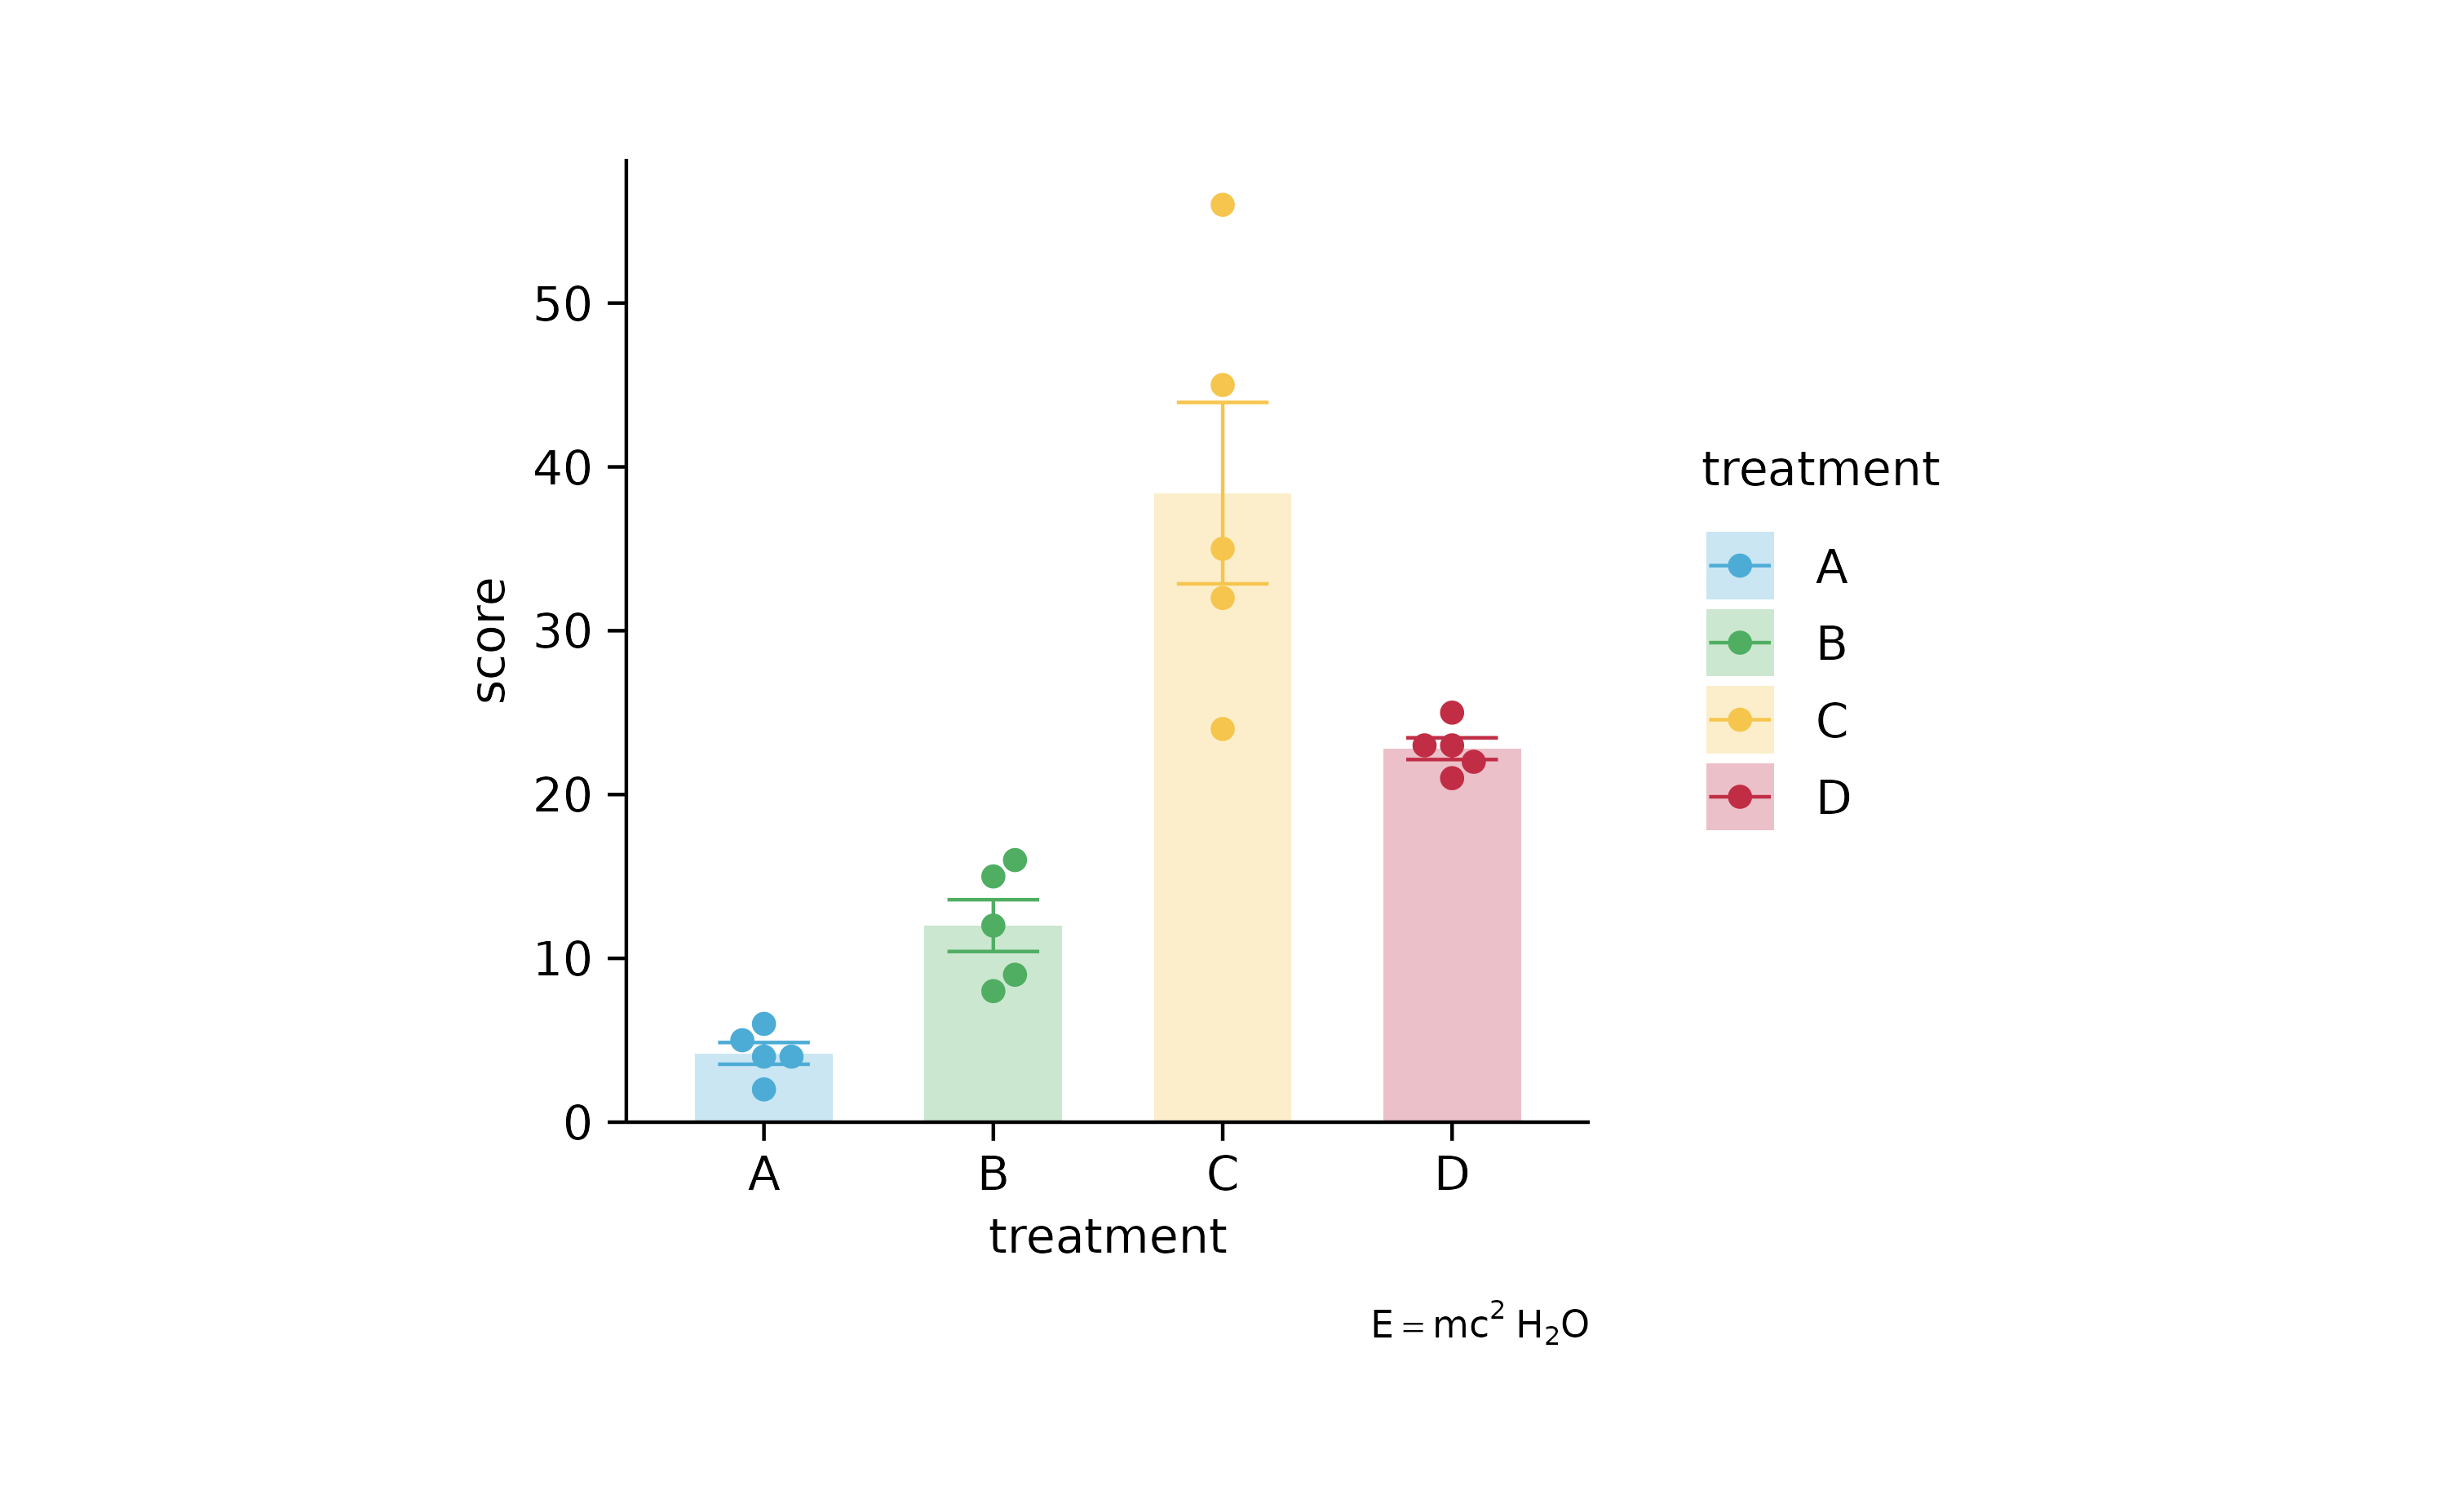 50
40
30
20
10
0
score
A B C D
treatment
treatment
A
B
C
D
E = mc² H₂O